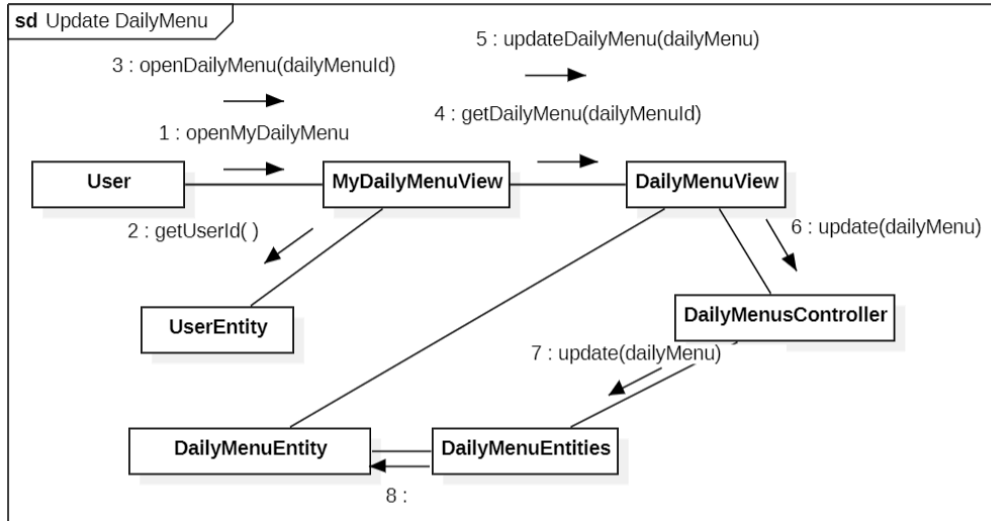 sd Update DailyMenu
5 : updateDailyMenu(dailyMenu)
3 : openDailyMenu(dailyMenuId)
4 : getDailyMenu(dailyMenuId)
1 : openMyDailyMenu
User
MyDailyMenuView
DailyMenuView
2 : getUserId( )
6 : update(dailyMenu)
UserEntity
DailyMenusController
7 : update(dailyMenu)
DailyMenuEntity
DailyMenuEntities
8 :